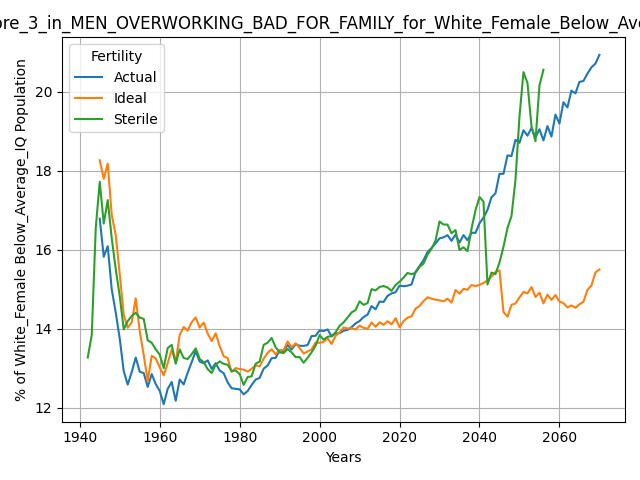 ore_3_in_MEN_OVERWORKING_BAD_FOR_FAMILY_for_White_Female_Below_Ave
Fertility
Actual
Ideal
Sterile
% of White_Female Below_Average_IQ Population
20
18
16
14
12
1940
1960
1980
2000
2020
2040
2060
Years